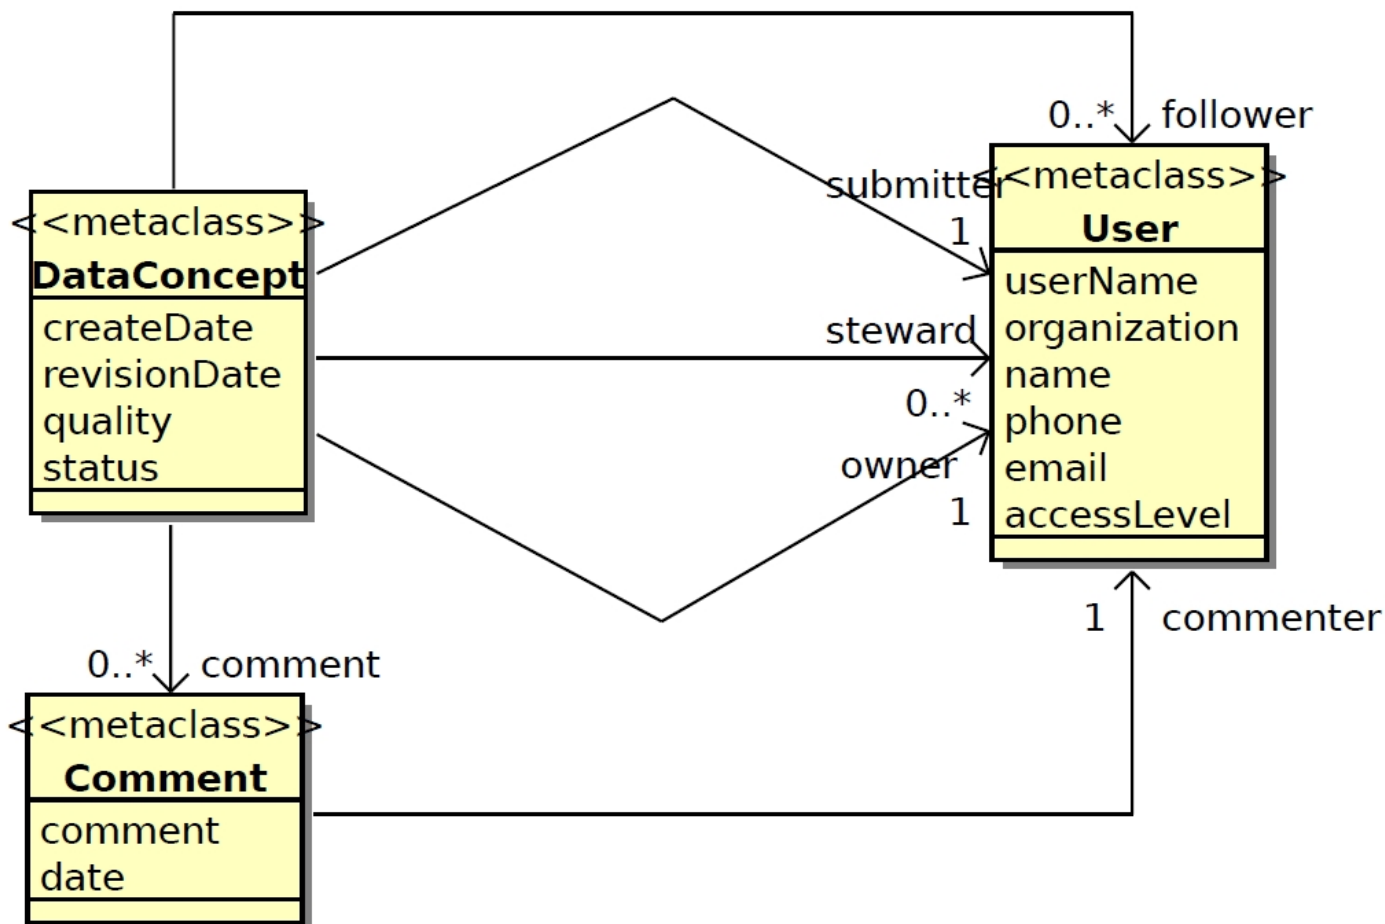 0..* follower
<<metaclass>>
User
userName
organization
name
phone
email
accessLevel
submitter
1
steward
0..*
owner
1
<<metaclass>>
DataConcept
createDate
revisionDate
quality
status
0..* comment
1 commenter
<<metaclass>>
Comment
comment
date